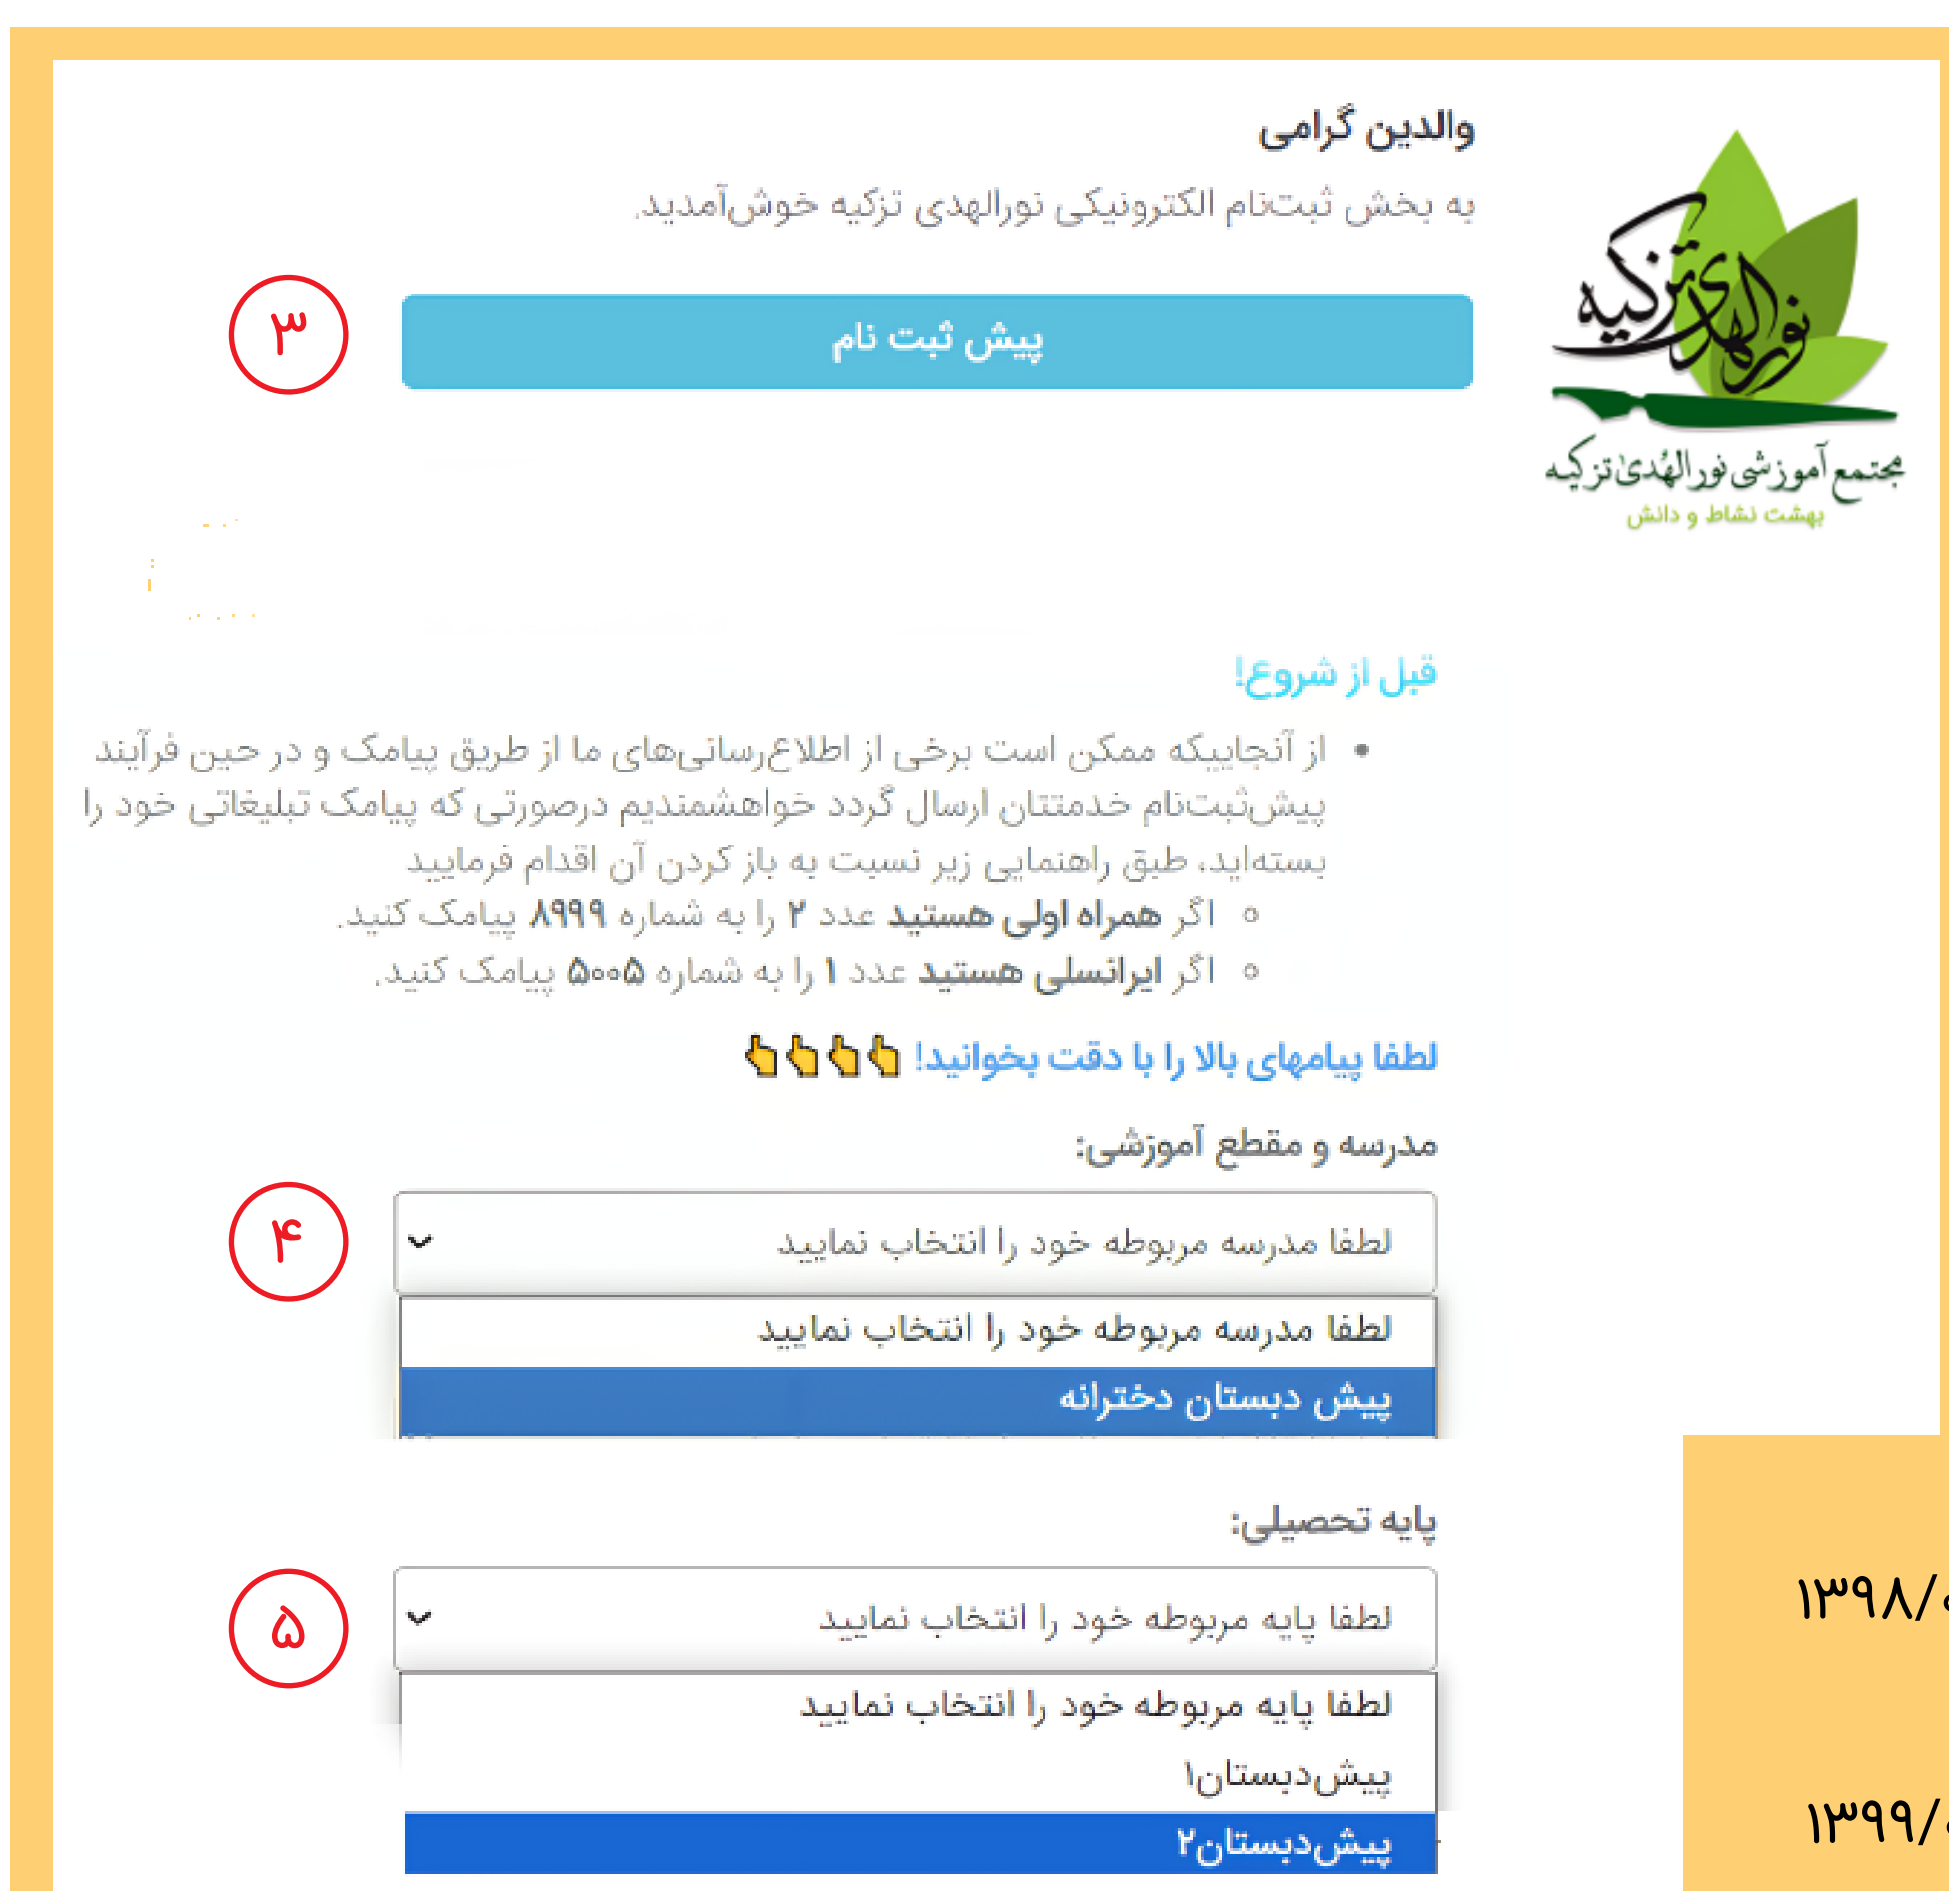 والدین گرامی
به بخش ثبت‌نام الکترونیکی نورالهدی تزکیه خوش‌آمدید.
۳
پیش ثبت نام
نورالهدی تزکیه
مجتمع آموزشی نورالهُدیٰ تزکیه
بهشت نشاط و دانش
قبل از شروع!
• از آنجاییکه ممکن است برخی از اطلاع‌رسانی‌های ما از طریق پیامک و در حین فرآیند
پیش‌ثبت‌نام خدمتتان ارسال گردد خواهشمندیم درصورتی که پیامک تبلیغاتی خود را
بسته‌اید، طبق راهنمایی زیر نسبت به باز کردن آن اقدام فرمایید
○ اگر همراه اولی هستید عدد ۲ را به شماره ۸۹۹۹ پیامک کنید.
○ اگر ایرانسلی هستید عدد ۱ را به شماره ۵۰۰۵ پیامک کنید.
لطفا پیامهای بالا را با دقت بخوانید! 👆👆👆👆
مدرسه و مقطع آموزشی:
۴
لطفا مدرسه مربوطه خود را انتخاب نمایید
لطفا مدرسه مربوطه خود را انتخاب نمایید
پیش دبستان دخترانه
پایه تحصیلی:
۵
لطفا پایه مربوطه خود را انتخاب نمایید
لطفا پایه مربوطه خود را انتخاب نمایید
پیش‌دبستان۱
پیش‌دبستان۲
۱۳۹۸/
۱۳۹۹/